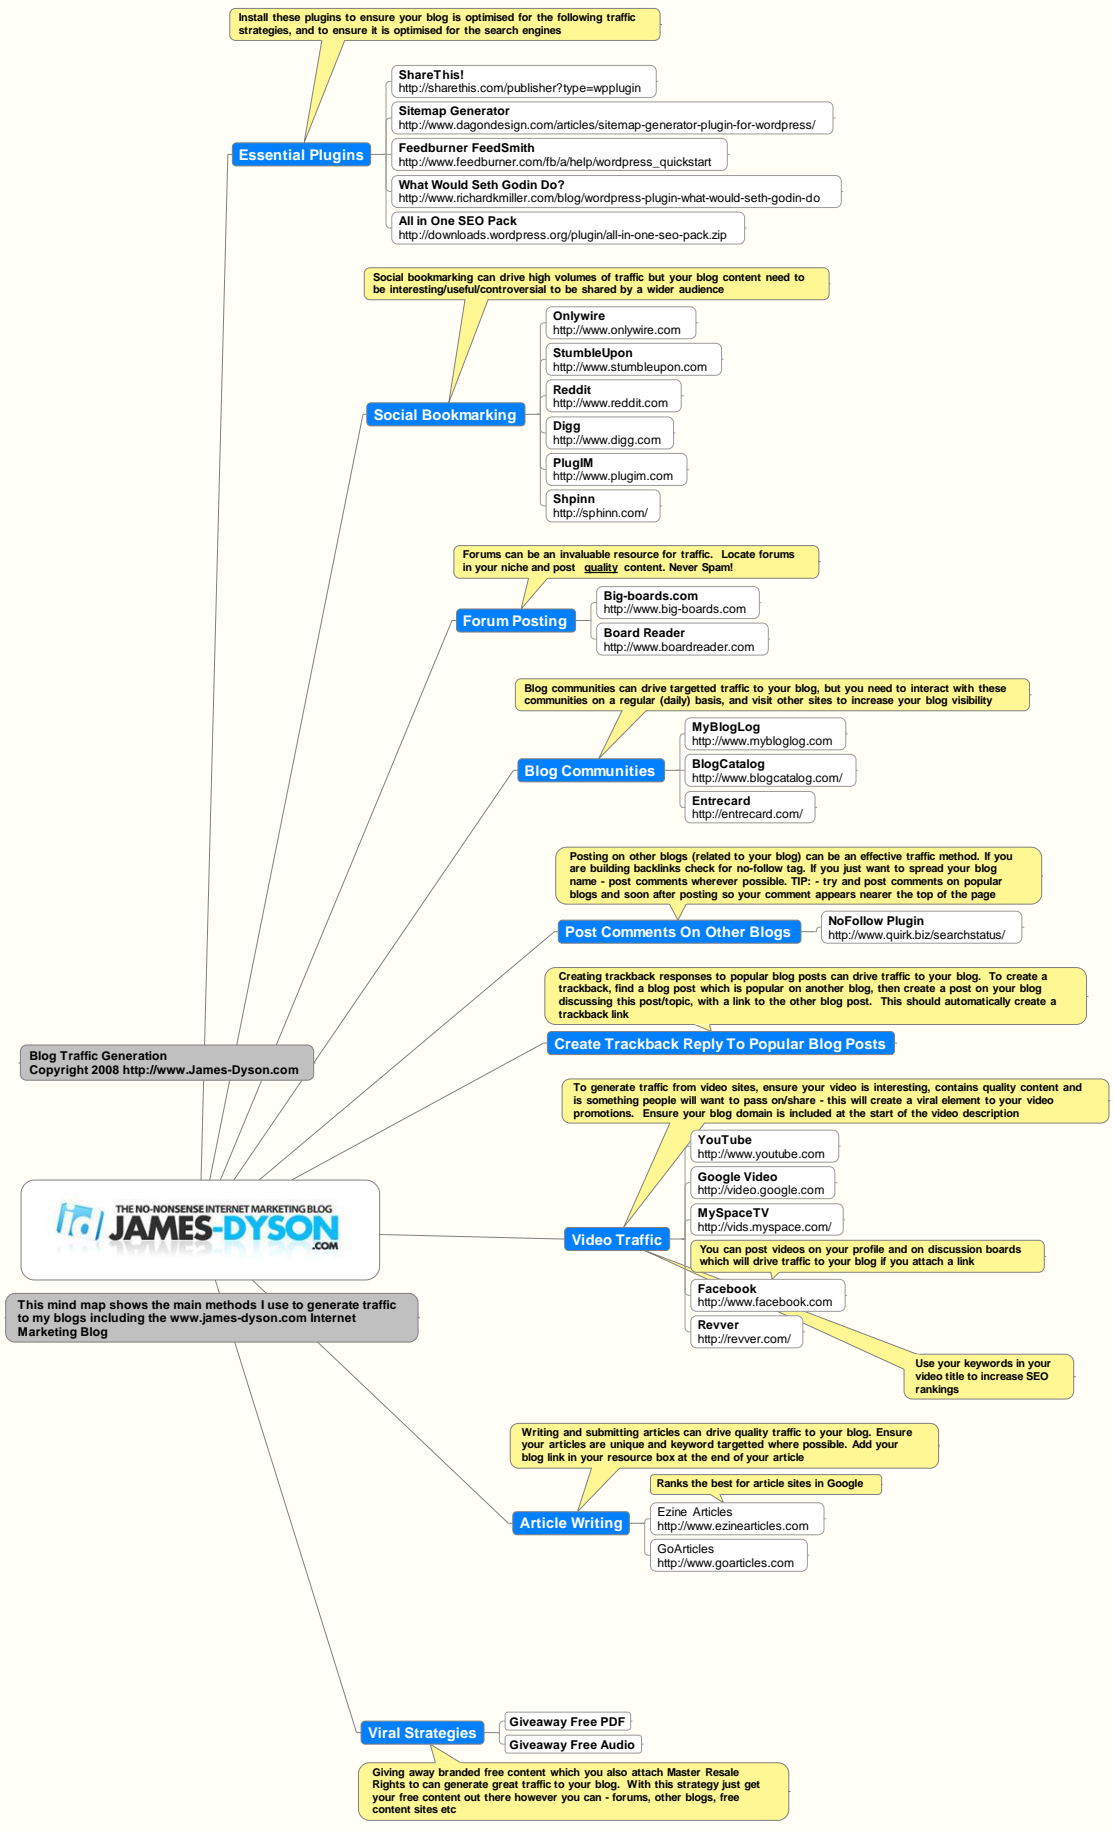 Install these plugins to ensure your blog is optimised for the following traffic
strategies, and to ensure it is optimised for the search engines
Essential Plugins
ShareThis!
http://sharethis.com/publisher?type=wpplugin
Sitemap Generator
http://www.dagondesign.com/articles/sitemap-generator-plugin-for-wordpress/
Feedburner FeedSmith
http://www.feedburner.com/fb/a/help/wordpress_quickstart
What Would Seth Godin Do?
http://www.richardkmiller.com/blog/wordpress-plugin-what-would-seth-godin-do
All in One SEO Pack
http://downloads.wordpress.org/plugin/all-in-one-seo-pack.zip
Social bookmarking can drive high volumes of traffic but your blog content need to
be interesting/useful/controversial to be shared by a wider audience
Social Bookmarking
Onlywire
http://www.onlywire.com
StumbleUpon
http://www.stumbleupon.com
Reddit
http://www.reddit.com
Digg
http://www.digg.com
PlugIM
http://www.plugim.com
Shpinn
http://sphinn.com/
Forums can be an invaluable resource for traffic. Locate forums
in your niche and post quality content. Never Spam!
Forum Posting
Big-boards.com
http://www.big-boards.com
Board Reader
http://www.boardreader.com
Blog communities can drive targetted traffic to your blog, but you need to interact with these
communities on a regular (daily) basis, and visit other sites to increase your blog visibility
Blog Communities
MyBlogLog
http://www.mybloglog.com
BlogCatalog
http://www.blogcatalog.com/
Entrecard
http://entrecard.com/
Posting on other blogs (related to your blog) can be an effective traffic method. If you
are building backlinks check for no-follow tag. If you just want to spread your blog
name - post comments wherever possible. TIP: - try and post comments on popular
blogs and soon after posting so your comment appears nearer the top of the page
Post Comments On Other Blogs
NoFollow Plugin
http://www.quirk.biz/searchstatus/
Creating trackback responses to popular blog posts can drive traffic to your blog. To create a
trackback, find a blog post which is popular on another blog, then create a post on your blog
discussing this post/topic, with a link to the other blog post. This should automatically create a
trackback link
Create Trackback Reply To Popular Blog Posts
Blog Traffic Generation
Copyright 2008 http://www.James-Dyson.com
To generate traffic from video sites, ensure your video is interesting, contains quality content and
is something people will want to pass on/share - this will create a viral element to your video
promotions. Ensure your blog domain is included at the start of the video description
Video Traffic
YouTube
http://www.youtube.com
Google Video
http://video.google.com
MySpaceTV
http://vids.myspace.com/
You can post videos on your profile and on discussion boards
which will drive traffic to your blog if you attach a link
Facebook
http://www.facebook.com
Revver
http://revver.com/
Use your keywords in your
video title to increase SEO
rankings
jd
THE NO-NONSENSE INTERNET MARKETING BLOG
JAMES-DYSON
.COM
This mind map shows the main methods I use to generate traffic
to my blogs including the www.james-dyson.com Internet
Marketing Blog
Writing and submitting articles can drive quality traffic to your blog. Ensure
your articles are unique and keyword targetted where possible. Add your
blog link in your resource box at the end of your article
Article Writing
Ranks the best for article sites in Google
Ezine Articles
http://www.ezinearticles.com
GoArticles
http://www.goarticles.com
Viral Strategies
Giveaway Free PDF
Giveaway Free Audio
Giving away branded free content which you also attach Master Resale
Rights to can generate great traffic to your blog. With this strategy just get
your free content out there however you can - forums, other blogs, free
content sites etc